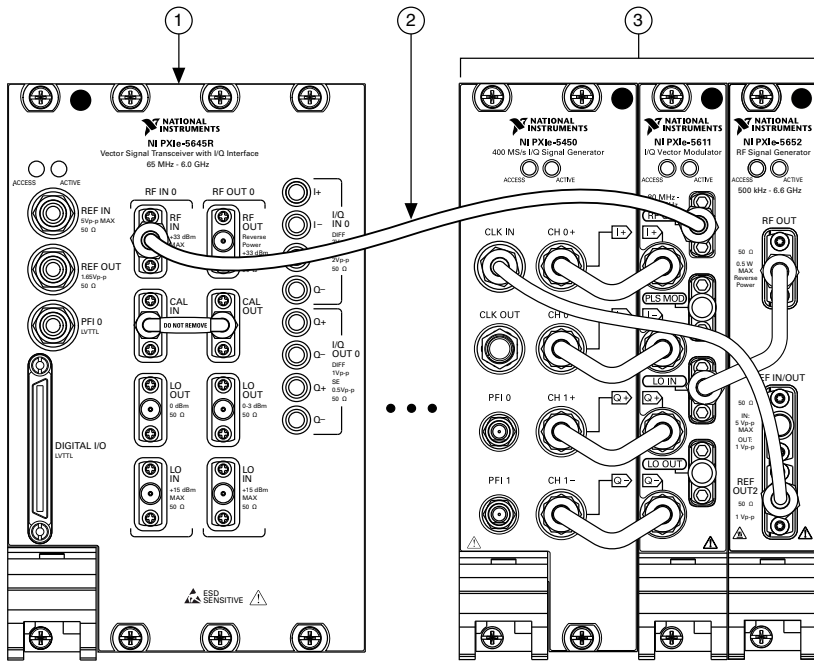 1
2
3
NATIONAL
INSTRUMENTS
NI PXIe-5645R
Vector Signal Transceiver with I/Q Interface
65 MHz - 6.0 GHz
ACCESS
ACTIVE
REF IN
5Vp-p MAX
50 Ω
REF OUT
1.65Vp-p
50 Ω
PFI 0
LVTTL
DIGITAL I/O
LVTTL
RF IN 0
RF
IN
+33 dBm
MAX
CAL
IN
DO NOT REMOVE
LO
OUT
0 dBm
50 Ω
LO
IN
+15 dBm
MAX
50 Ω
RF OUT 0
RF
OUT
Reverse
Power
+33 dBm
CAL
OUT
LO
OUT
0-3 dBm
50 Ω
LO
IN
+15 dBm
MAX
50 Ω
I+
I–
Q–
I/Q
IN 0
DIFF
2Vp-p
50 Ω
Q+
Q–
Q+
Q–
I/Q
OUT 0
DIFF
1Vp-p
SE
0.5Vp-p
50 Ω
ESD
SENSITIVE
NATIONAL
INSTRUMENTS
NI PXIe-5450
400 MS/s I/Q Signal Generator
ACCESS
ACTIVE
CLK IN
CLK OUT
PFI 0
PFI 1
CH 0+
CH 0
CH 1+
CH 1–
I+
Q+
Q–
NATIONAL
INSTRUMENTS
NI PXIe-5611
I/Q Vector Modulator
ACCESS
ACTIVE
I+
PLS MOD
I–
LO IN
Q+
LO OUT
Q–
NATIONAL
INSTRUMENTS
NI PXIe-5652
RF Signal Generator
ACCESS
ACTIVE
500 kHz - 6.6 GHz
RF OUT
50 Ω
0.5 W
MAX
Reverse
Power
IN/OUT
50 Ω
IN:
5 Vp-p
MAX
OUT:
1 Vp-p
REF
OUT2
50 Ω
1 Vp-p